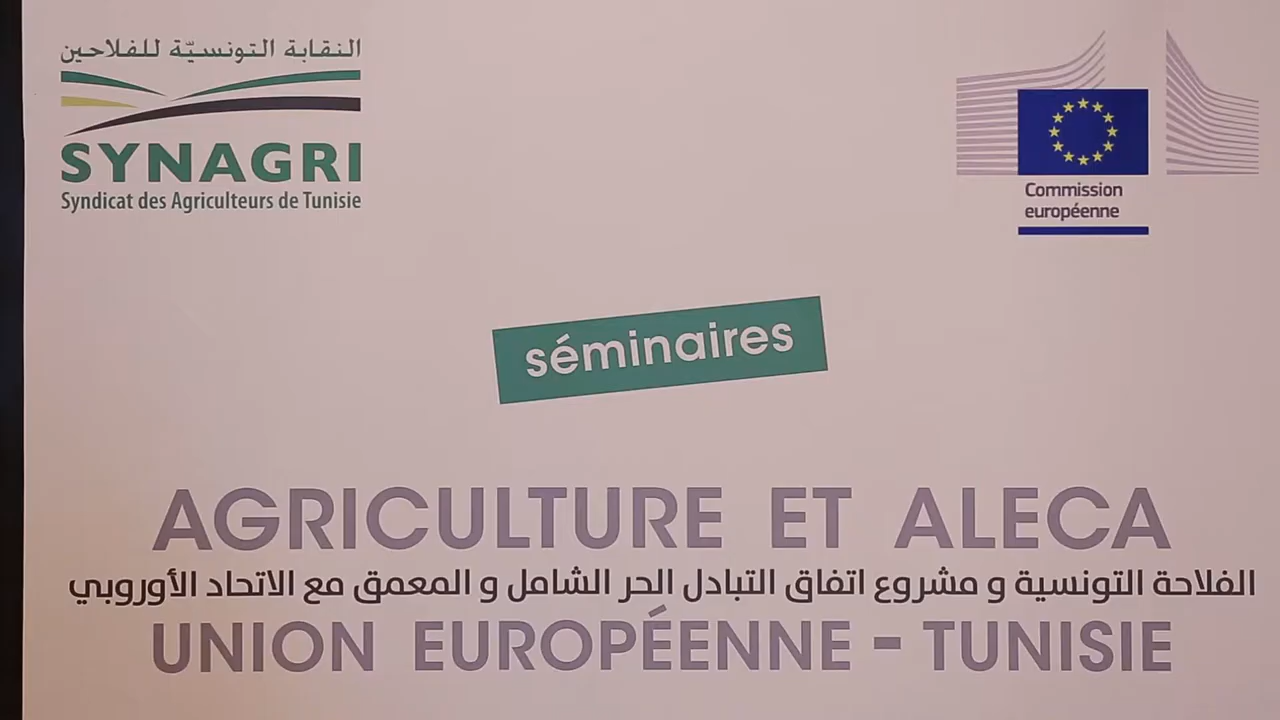 النقابة التونسيّة للفلاحين
SYNAGRI
Syndicat des Agriculteurs de Tunisie
Commission
européenne
séminaires
AGRICULTURE ET ALECA
الفلاحة التونسية و مشروع اتفاق التبادل الحر الشامل و المعمق مع الاتحاد الأوروبي
UNION EUROPÉENNE - TUNISIE